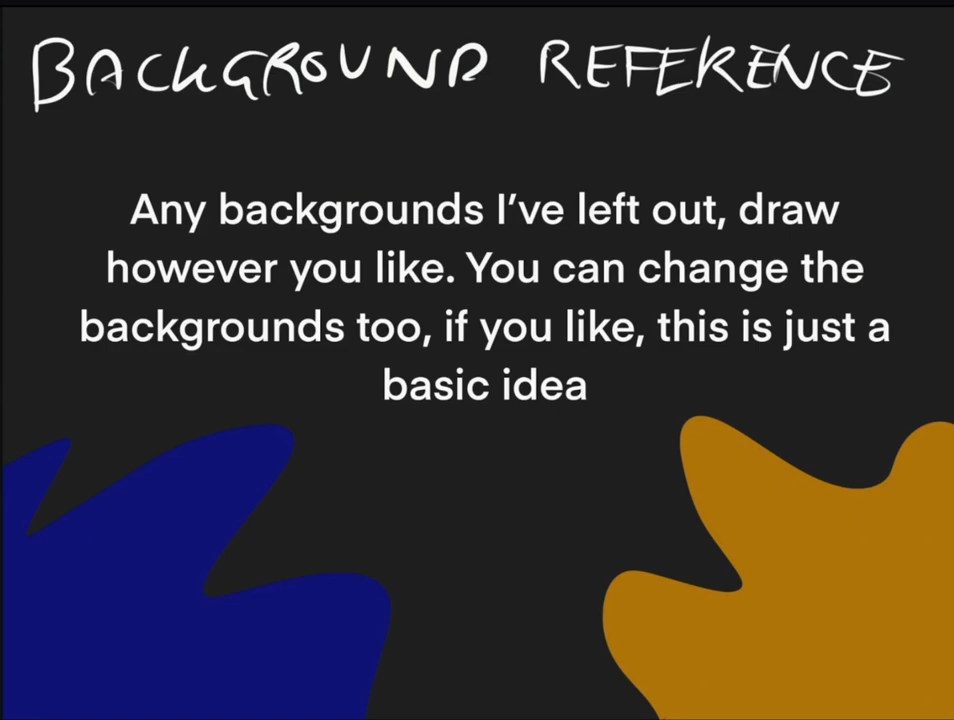 BACKGROUND REFERENCE
Any backgrounds I’ve left out, draw
however you like. You can change the
backgrounds too, if you like, this is just a
basic idea